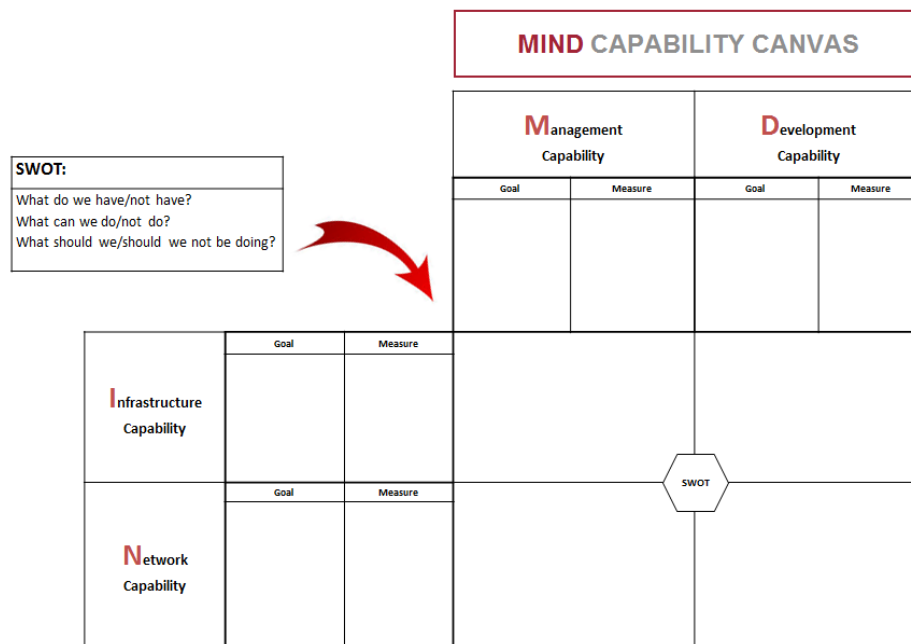 MIND CAPABILITY CANVAS
Management
Capability
Development
Capability
SWOT:
What do we have/not have?
What can we do/not do?
What should we/should we not be doing?
Goal
Measure
Goal
Measure
Goal
Measure
Infrastructure
Capability
SWOT
Goal
Measure
Network
Capability